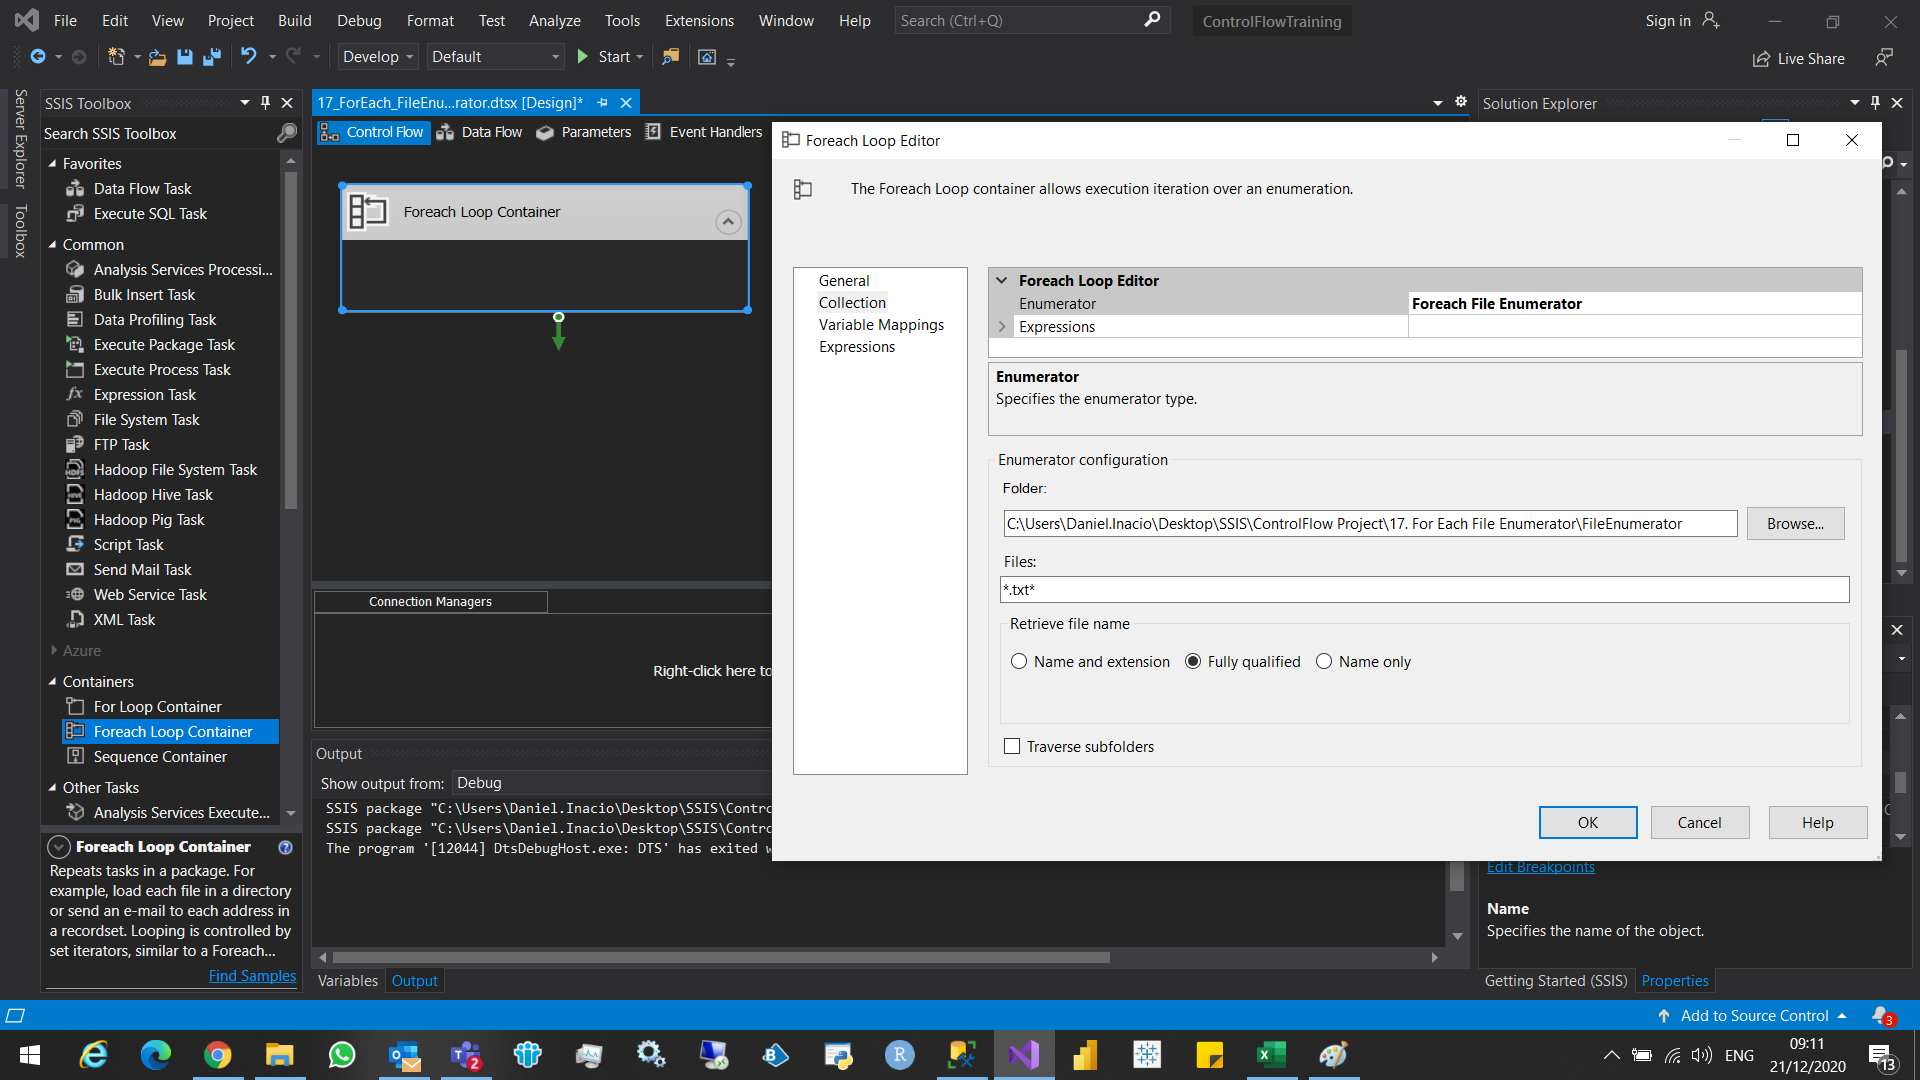 File Edit View Project Build Debug Format Test Analyze Tools Extensions Window Help Search (Ctrl+Q) ControlFlowTraining Sign in
Develop Default Start Live Share
Server Explorer
Toolbox
SSIS Toolbox
Search SSIS Toolbox
Favorites
Data Flow Task
Execute SQL Task
Common
Analysis Services Processi...
Bulk Insert Task
Data Profiling Task
Execute Package Task
Execute Process Task
Expression Task
File System Task
FTP Task
Hadoop File System Task
Hadoop Hive Task
Hadoop Pig Task
Script Task
Send Mail Task
Web Service Task
XML Task
Azure
Containers
For Loop Container
Foreach Loop Container
Sequence Container
Other Tasks
Analysis Services Execute...
Foreach Loop Container
Repeats tasks in a package. For
example, load each file in a directory
or send an e-mail to each address in
a recordset. Looping is controlled by
set iterators, similar to a Foreach...
Find Samples
17_ForEach_FileEnu...rator.dtsx [Design]*
Control Flow Data Flow Parameters Event Handlers
Foreach Loop Container
Connection Managers
Right-click here to
Output
Show output from: Debug
SSIS package "C:\Users\Daniel.Inacio\Desktop\SSIS\Contro
SSIS package "C:\Users\Daniel.Inacio\Desktop\SSIS\Contro
The program '[12044] DtsDebugHost.exe: DTS' has exited w
Variables Output
Solution Explorer
Foreach Loop Editor
The Foreach Loop container allows execution iteration over an enumeration.
General
Collection
Variable Mappings
Expressions
Foreach Loop Editor
Enumerator Foreach File Enumerator
Expressions
Enumerator
Specifies the enumerator type.
Enumerator configuration
Folder:
C:\Users\Daniel.Inacio\Desktop\SSIS\ControlFlow Project\17. For Each File Enumerator\FileEnumerator Browse...
Files:
*.txt*
Retrieve file name
Name and extension Fully qualified Name only
Traverse subfolders
OK Cancel Help
Edit Breakpoints
Name
Specifies the name of the object.
Getting Started (SSIS) Properties
Add to Source Control 3
2
ENG
09:11
21/12/2020
13